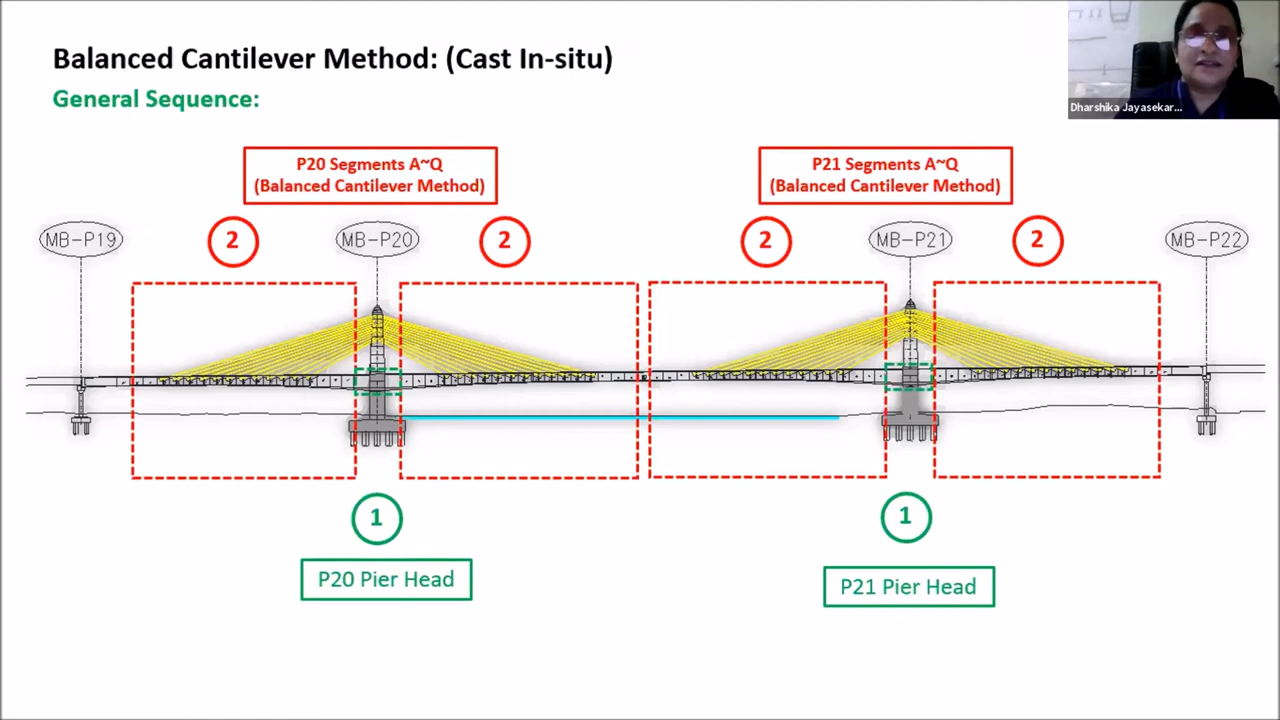 Balanced Cantilever Method: (Cast In-situ)
General Sequence:
Dharshika Jayasekar...
P20 Segments A~Q
(Balanced Cantilever Method)
P21 Segments A~Q
(Balanced Cantilever Method)
MB-P19
2
MB-P20
2
2
MB-P21
2
MB-P22
1
1
P20 Pier Head
P21 Pier Head